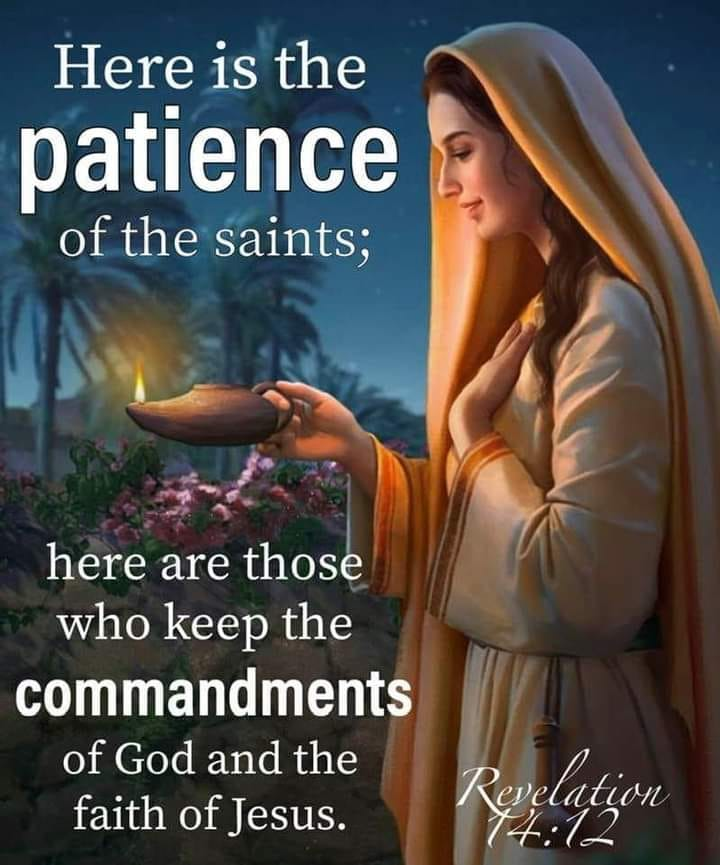 Here is the
patience
of the saints;
here are those
who keep the
commandments
of God and the
faith of Jesus.
Revelation
14:12